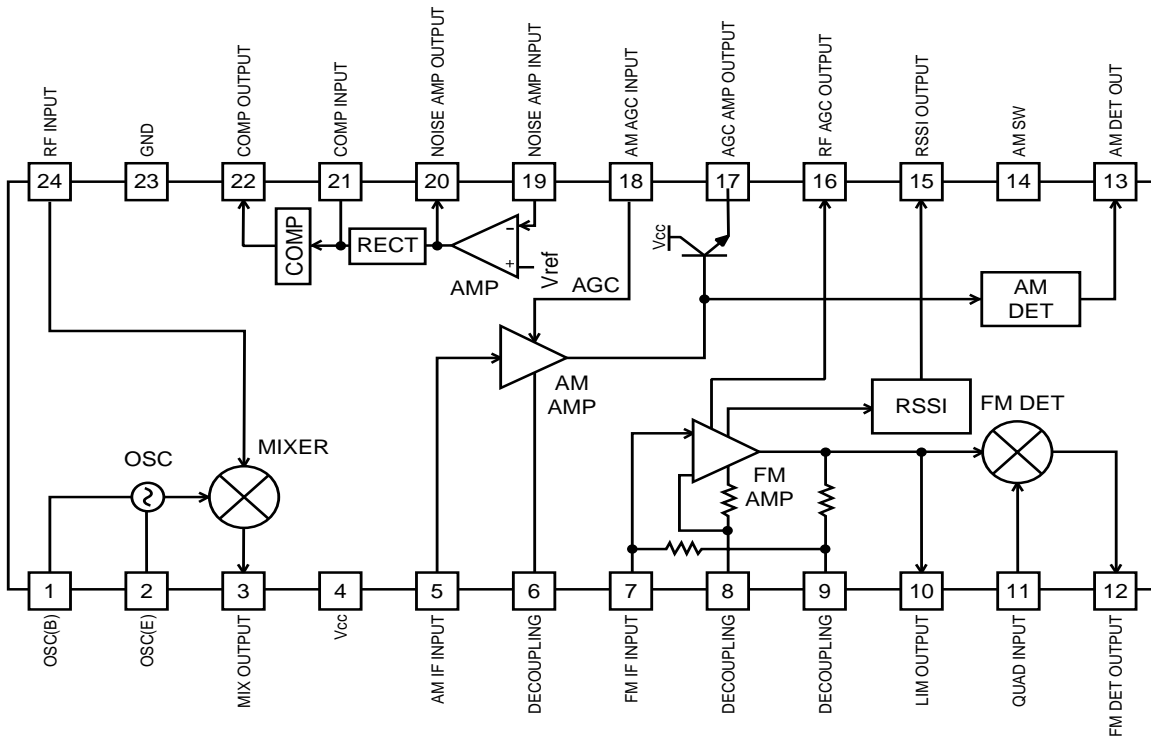 RF INPUT
GND
COMP OUTPUT
COMP INPUT
NOISE AMP OUTPUT
NOISE AMP INPUT
AM AGC INPUT
AGC AMP OUTPUT
RF AGC OUTPUT
RSSI OUTPUT
AM SW
AM DET OUT
24
23
22
21
20
19
18
17
16
15
14
13
COMP
RECT
AMP
−
+
Vref
AGC
Vcc
AM
DET
AM
AMP
RSSI
FM DET
OSC
MIXER
FM
AMP
1
2
3
4
5
6
7
8
9
10
11
12
OSC(B)
OSC(E)
MIX OUTPUT
Vcc
AM IF INPUT
DECOUPLING
FM IF INPUT
DECOUPLING
DECOUPLING
LIM OUTPUT
QUAD INPUT
FM DET OUTPUT